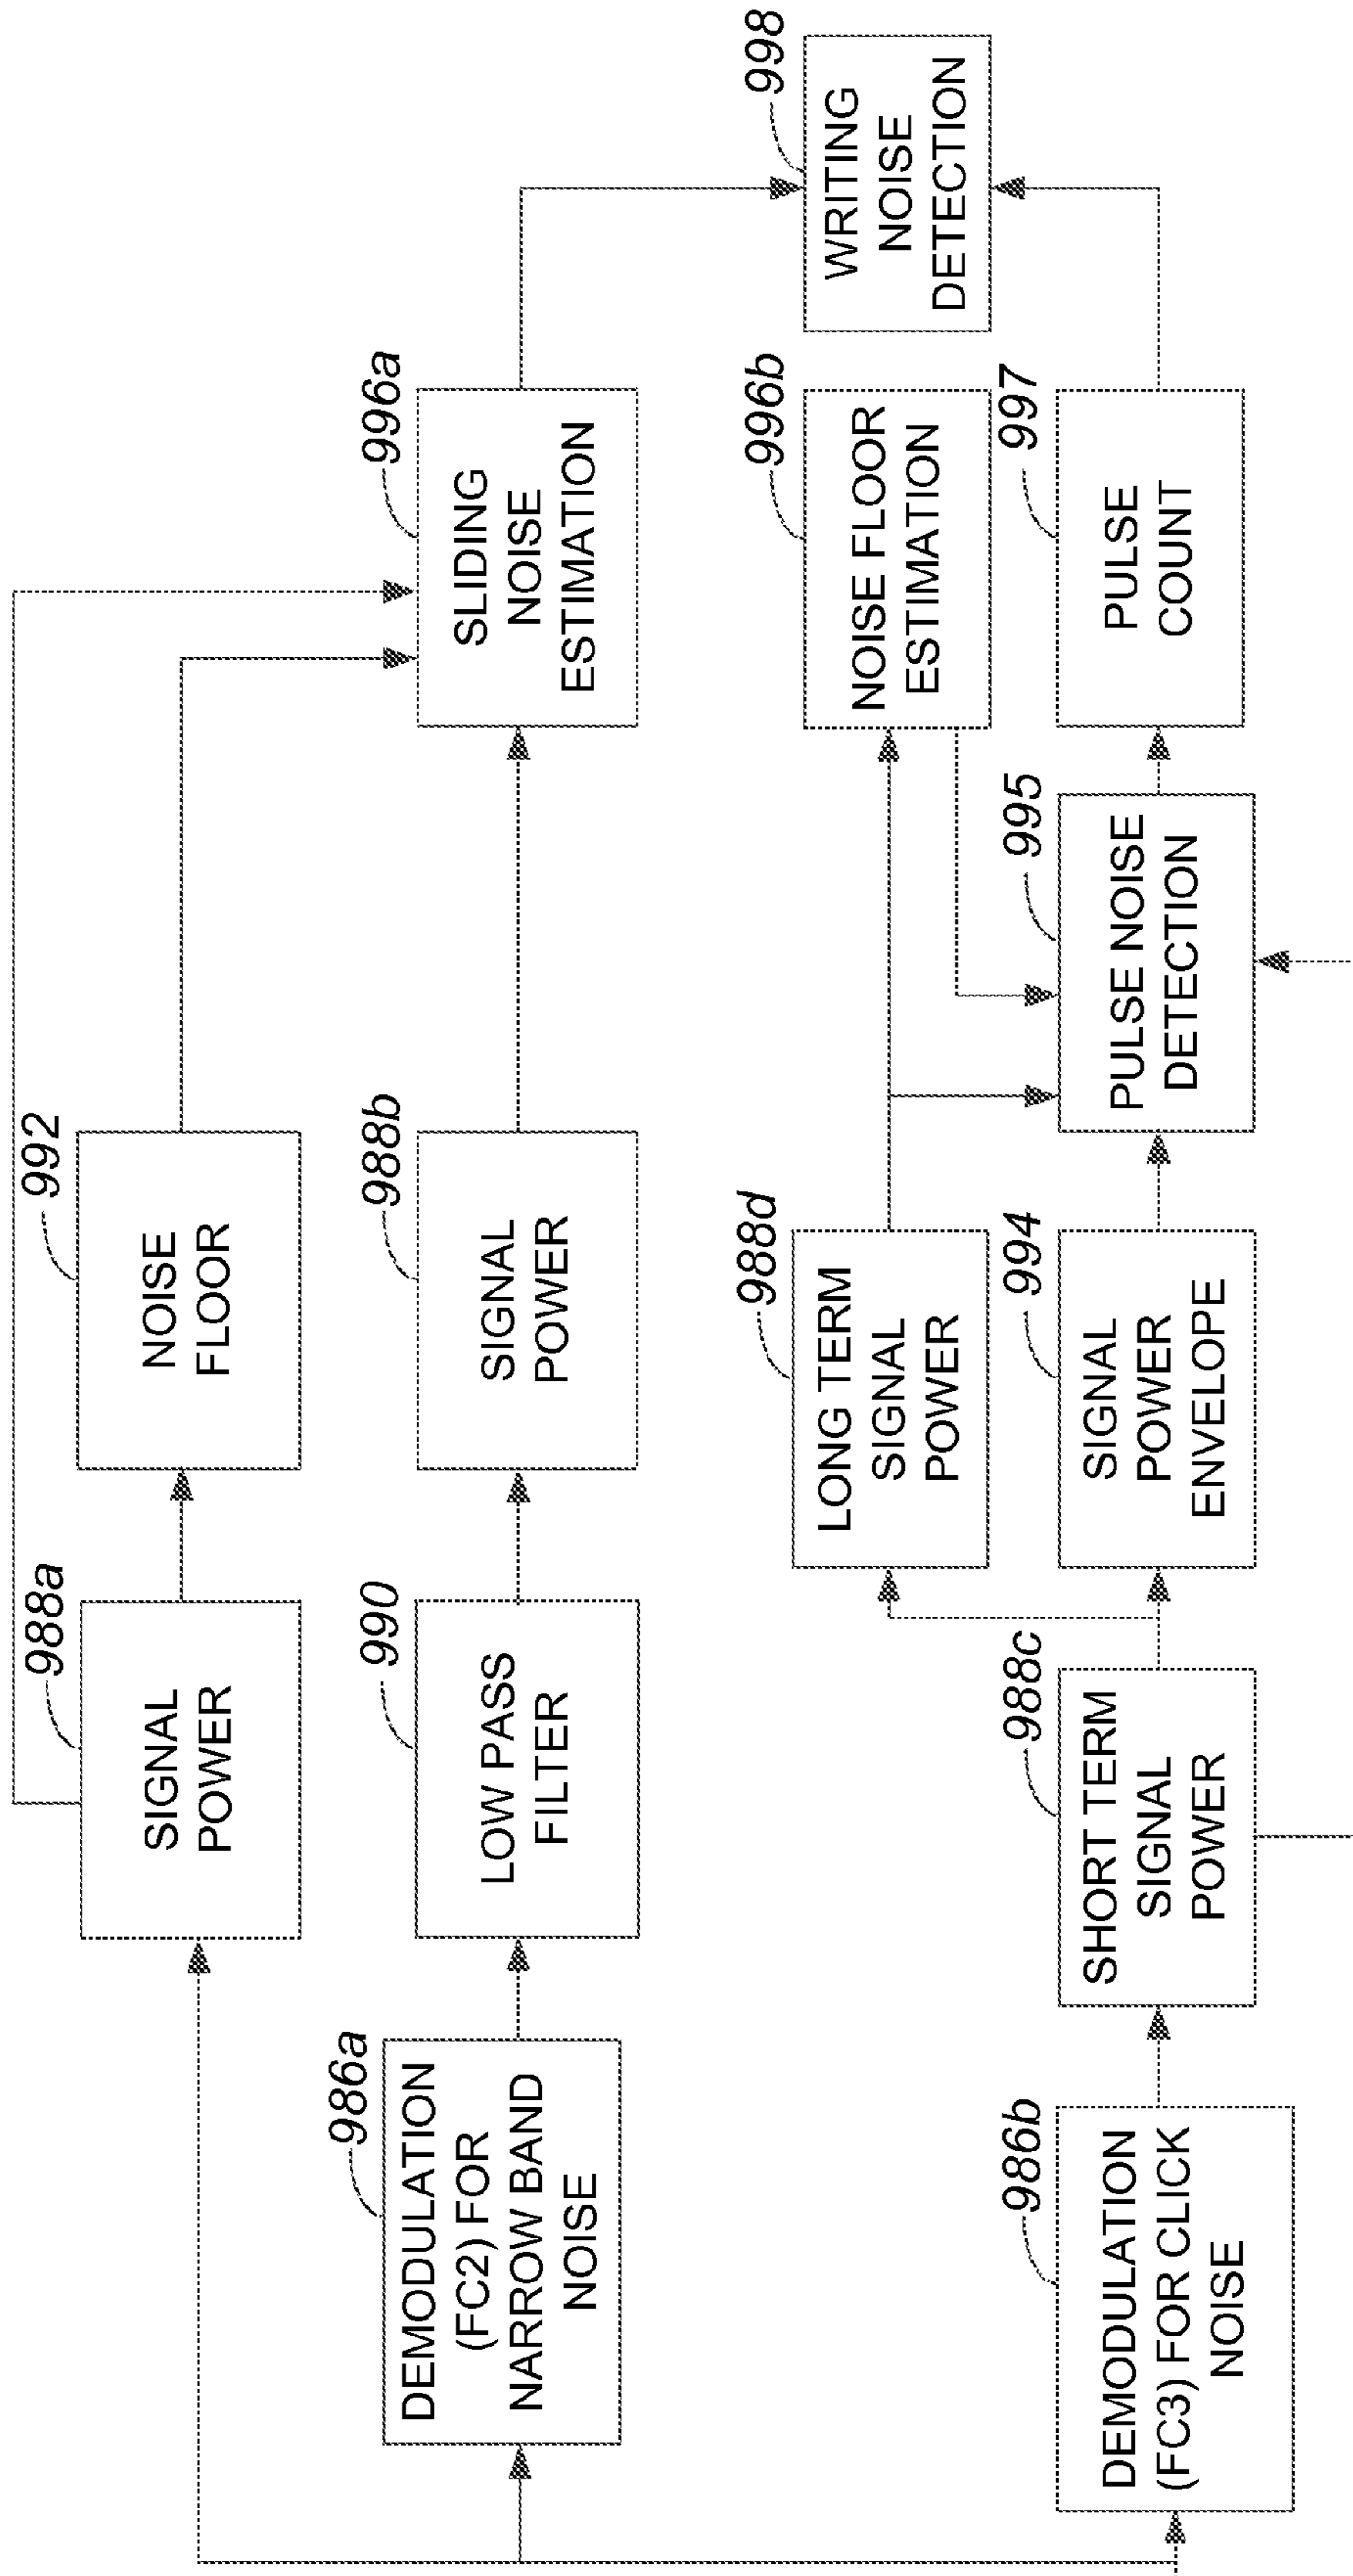 988a
SIGNAL
POWER
992
NOISE
FLOOR
986a
DEMODULATION
(FC2) FOR
NARROW BAND
NOISE
990
LOW PASS
FILTER
988b
SIGNAL
POWER
996a
SLIDING
NOISE
ESTIMATION
998
WRITING
NOISE
DETECTION
988d
LONG TERM
SIGNAL
POWER
996b
NOISE FLOOR
ESTIMATION
986b
DEMODULATION
(FC3) FOR CLICK
NOISE
988c
SHORT TERM
SIGNAL
POWER
994
SIGNAL
POWER
ENVELOPE
995
PULSE NOISE
DETECTION
997
PULSE
COUNT